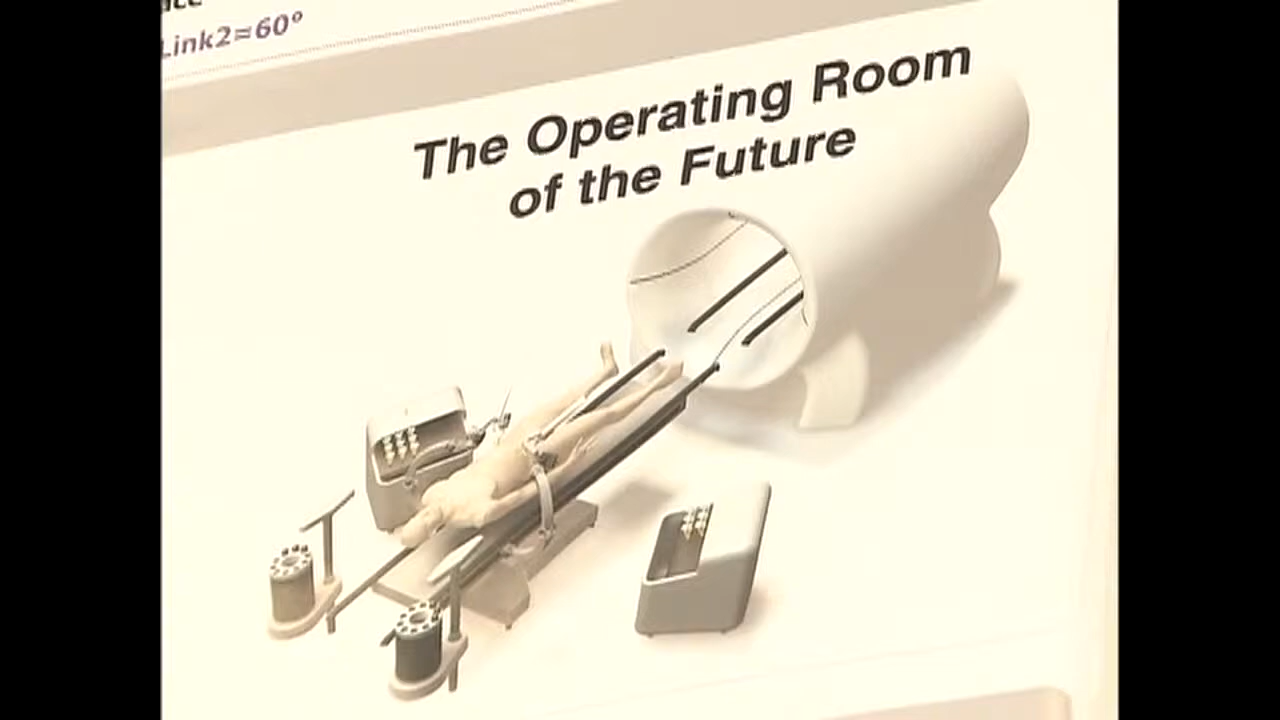 Link2=60°
The Operating Room
of the Future